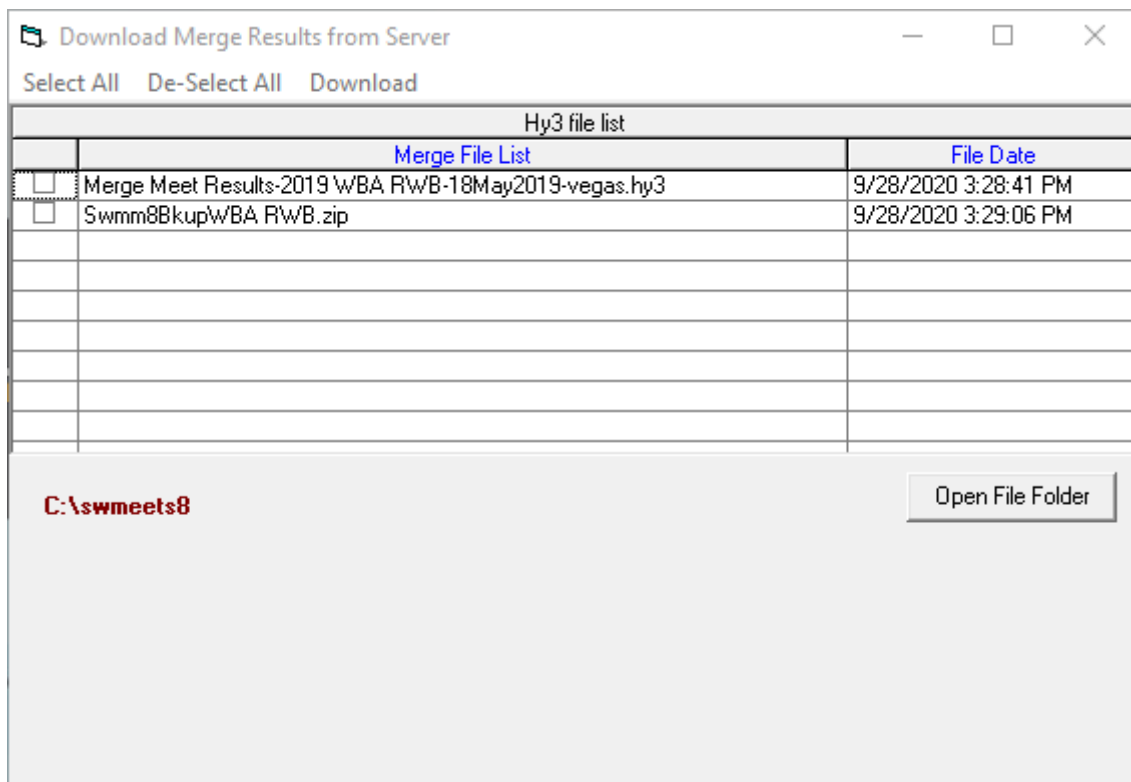 Download Merge Results from Server
Select All De-Select All Download
Hy3 file list
Merge File List File Date
Merge Meet Results-2019 WBA RWB-18May2019-vegas.hy3 9/28/2020 3:28:41 PM
Swmm8BkupWBA RWB.zip 9/28/2020 3:29:06 PM
C:\swmeets8 Open File Folder